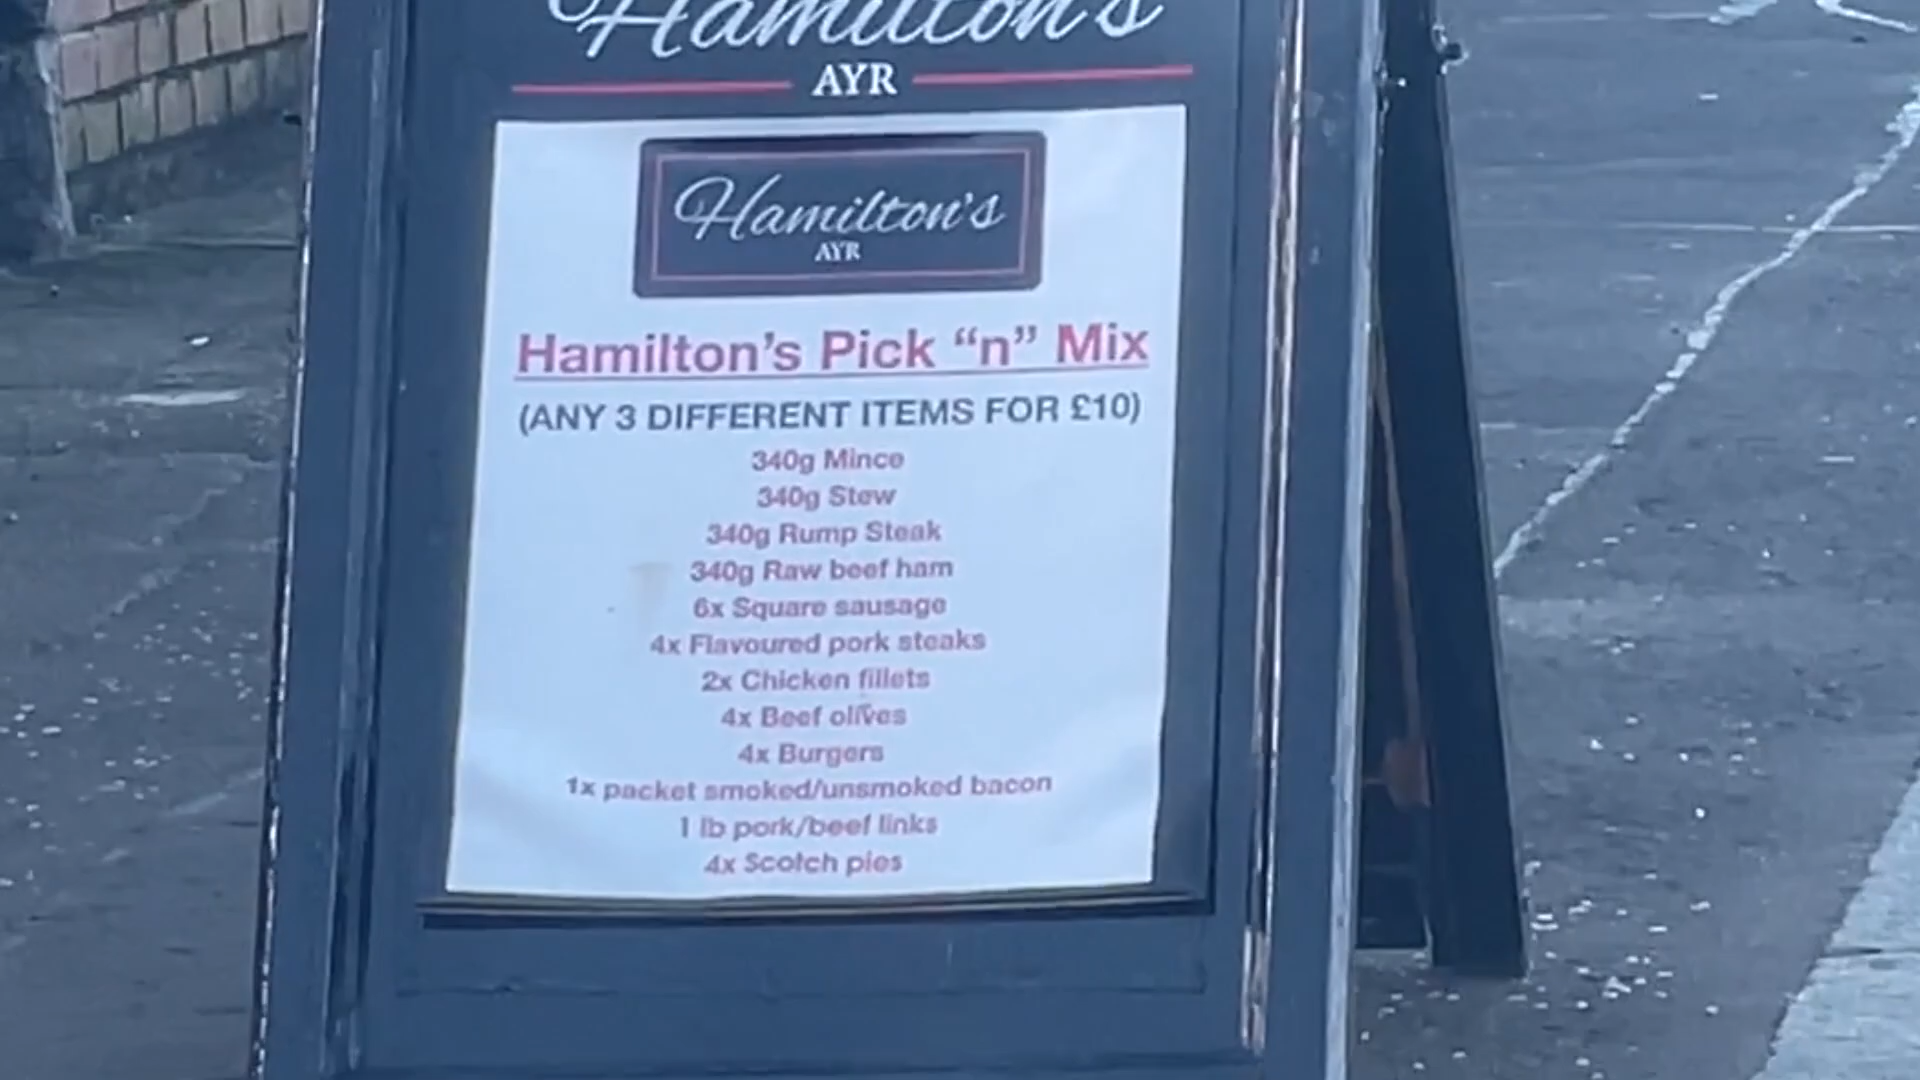 Hamilton's
AYR
Hamilton's
AYR
Hamilton's Pick “n” Mix
(ANY 3 DIFFERENT ITEMS FOR £10)
340g Mince
340g Stew
340g Rump Steak
340g Raw beef ham
6x Square sausage
4x Flavoured pork steaks
2x Chicken fillets
4x Beef olives
4x Burgers
1x packet smoked/unsmoked bacon
1 lb pork/beef links
4x Scotch pies